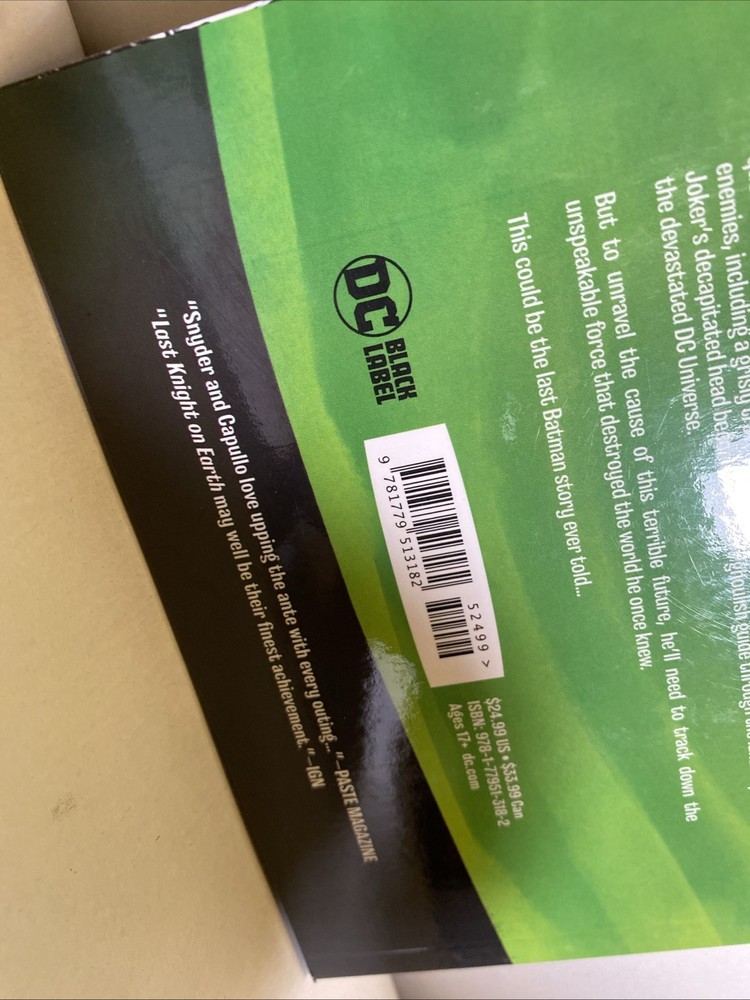 enemies, including a
Joker's decapitated head ghoulish guide
the devastated DC Universe.
But to unravel the cause of this terrible future, he'll need to track down the
unspeakable force that destroyed the world he once knew.
This could be the last Batman story ever told...
DC BLACK
LABEL
52499 >
9 781779 513182
$24.99 US • $33.99 Can
ISBN: 978-1-77951-318-2
Ages 17+ dc.com
"Snyder and Capullo love upping the ante with every outing..." —PASTE MAGAZINE
"Last Knight on Earth may well be their finest achievement." —IGN